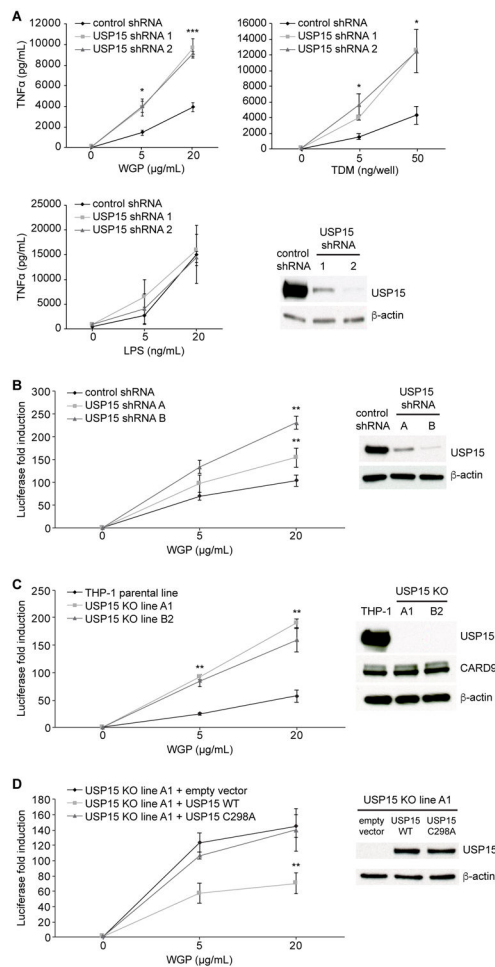 A
control shRNA
USP15 shRNA 1
USP15 shRNA 2
***
*
12000
10000
8000
6000
4000
2000
0
TNFα
(pg/mL)
0 5 20
WGP (µg/mL)
control shRNA
USP15 shRNA 1
USP15 shRNA 2
*
*
16000
14000
12000
10000
8000
6000
4000
2000
0
0 5 50
TDM (ng/well)
control shRNA
USP15 shRNA 1
USP15 shRNA 2
25000
20000
15000
10000
5000
0
TNFα
(pg/mL)
0 5 20
LPS (ng/mL)
USP15
control shRNA
shRNA 1 2
USP15
β-actin
B
control shRNA
USP15 shRNA A
USP15 shRNA B
**
**
300
250
200
150
100
50
0
Luciferase fold induction
0 5 20
WGP (µg/mL)
USP15
control shRNA
shRNA A B
USP15
β-actin
C
THP-1 parental line
USP15 KO line A1
USP15 KO line B2
**
**
250
200
150
100
50
0
Luciferase fold induction
0 5 20
WGP (µg/mL)
USP15 KO
THP-1 A1 B2
USP15
CARD9
β-actin
D
USP15 KO line A1 + empty vector
USP15 KO line A1 + USP15 WT
USP15 KO line A1 + USP15 C298A
**
180
160
140
120
100
80
60
40
20
0
Luciferase fold induction
0 5 20
WGP (µg/mL)
USP15 KO line A1
empty USP15 USP15
vector WT C298A
USP15
β-actin